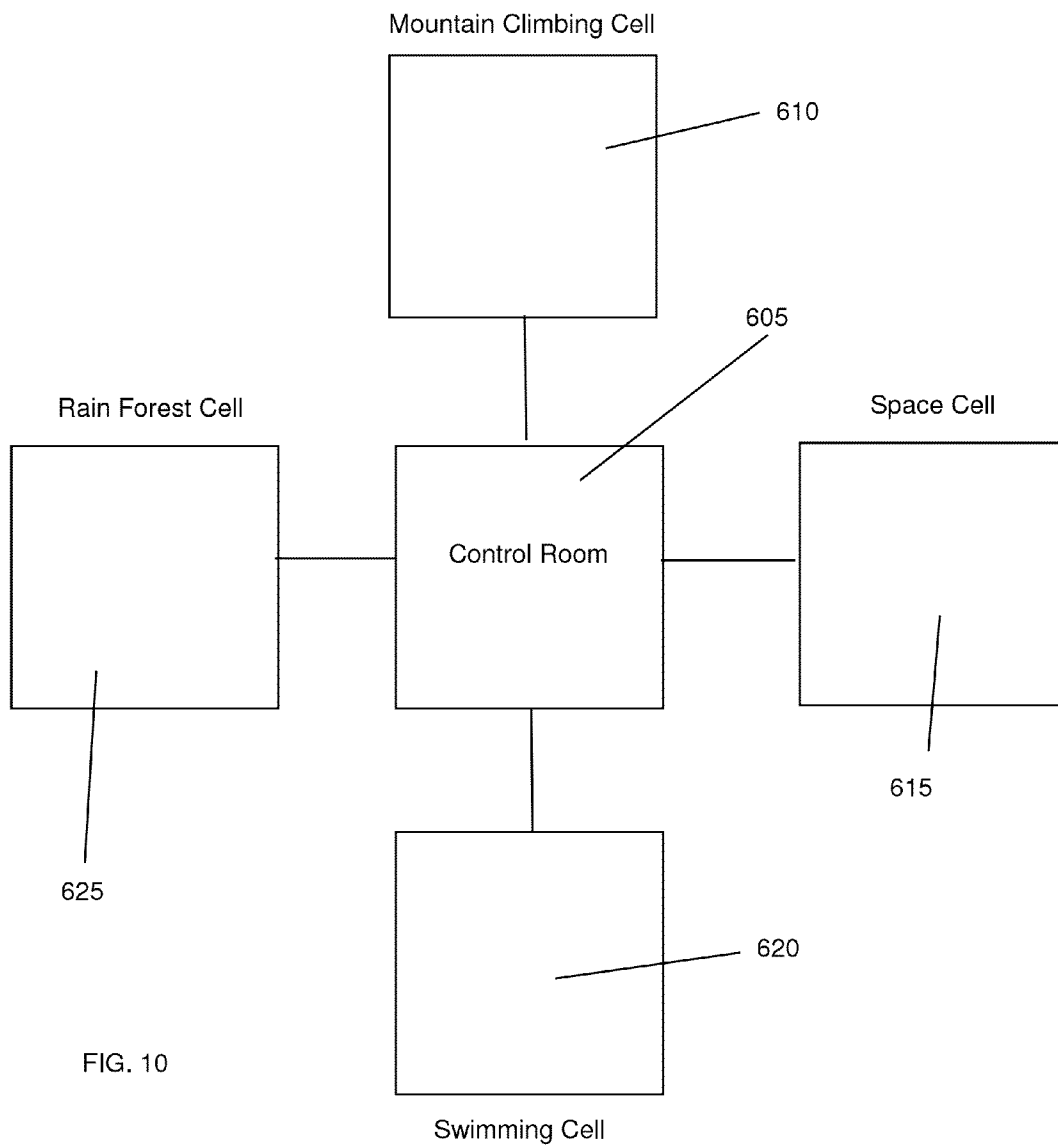 Mountain Climbing Cell
610
605
Rain Forest Cell
Space Cell
Control Room
615
625
620
FIG. 10
Swimming Cell